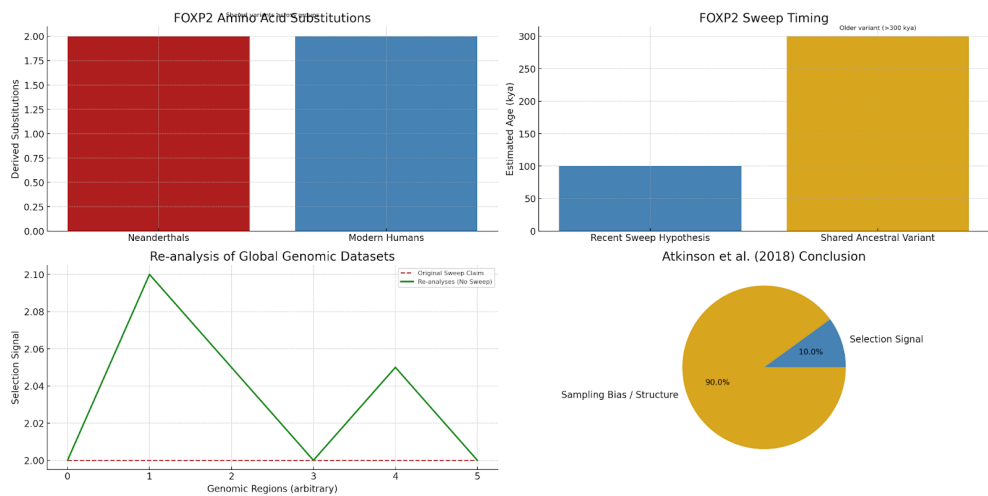 FOXP2 Amino Acid Substitutions
Derived Substitutions
2.00
1.75
1.50
1.25
1.00
0.75
0.50
0.25
0.00
Neanderthals
Modern Humans
FOXP2 Sweep Timing
Older variant (>300 kya)
Estimated Age (kya)
300
250
200
150
100
50
0
Recent Sweep Hypothesis
Shared Ancestral Variant
Re-analysis of Global Genomic Datasets
Original Sweep Claim
Re-analyses (No Sweep)
Selection Signal
2.10
2.08
2.06
2.04
2.02
2.00
0
1
2
3
4
5
Genomic Regions (arbitrary)
Atkinson et al. (2018) Conclusion
Selection Signal
10.0%
90.0%
Sampling Bias / Structure